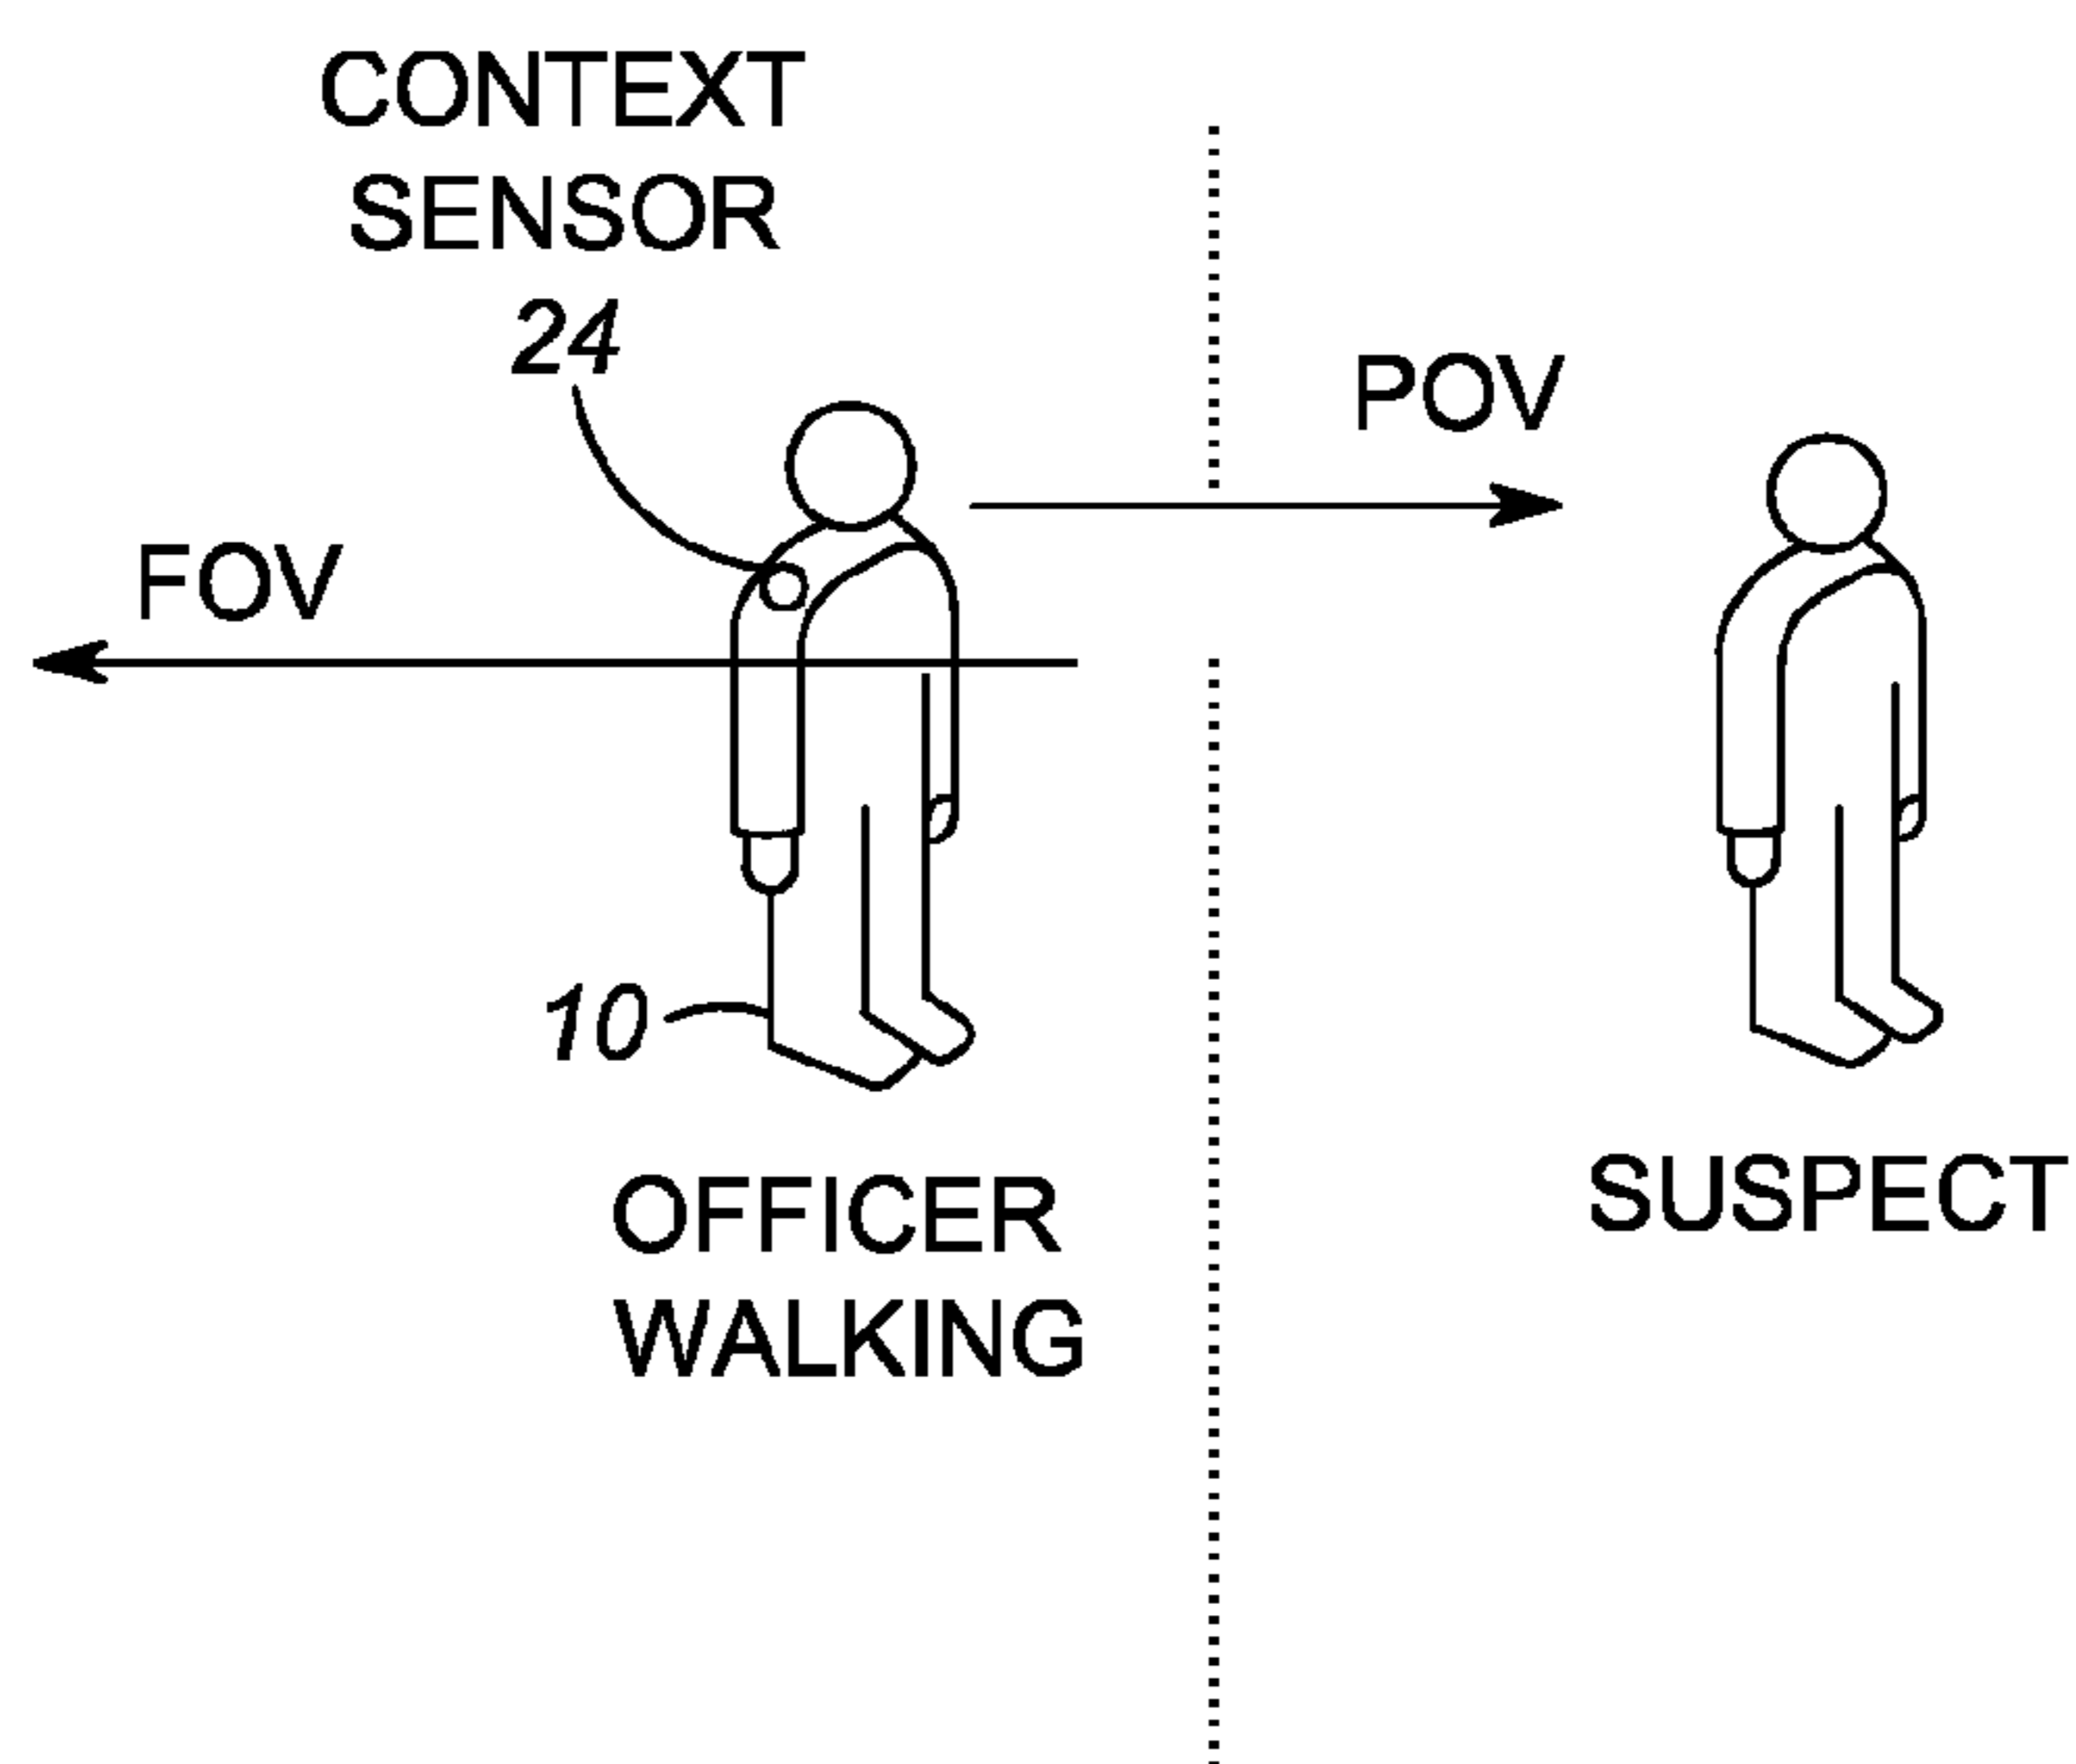 CONTEXT
SENSOR
24
POV
FOV
10
OFFICER
WALKING
SUSPECT